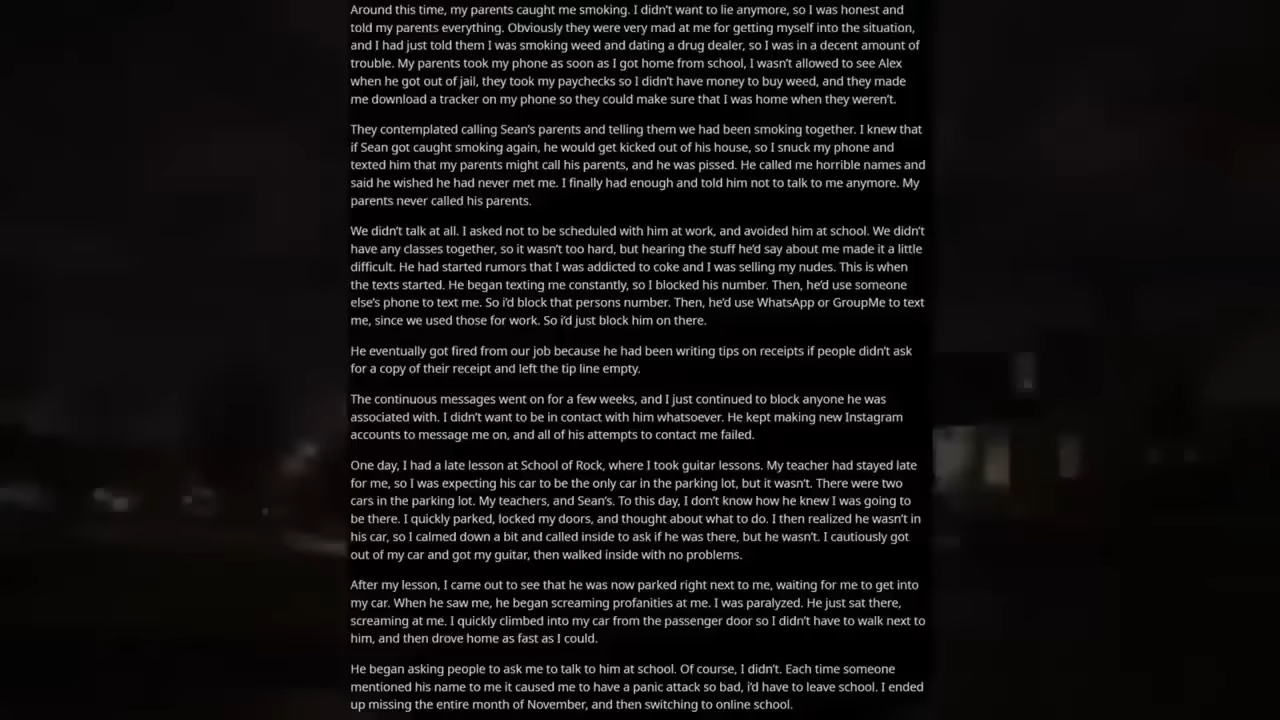 Around this time, my parents caught me smoking. I didn't want to lie anymore, so I was honest and
told my parents everything. Obviously they were very mad at me for getting myself into the situation,
and I had just told them I was smoking weed and dating a drug dealer, so I was in a decent amount of
trouble. My parents took my phone as soon as I got home from school, I wasn't allowed to see Alex
when he got out of jail, they took my paychecks so I didn't have money to buy weed, and they made
me download a tracker on my phone so they could make sure that I was home when they weren't.
They contemplated calling Sean's parents and telling them we had been smoking together. I knew that
if Sean got caught smoking again, he would get kicked out of his house, so I snuck my phone and
texted him that my parents might call his parents, and he was pissed. He called me horrible names and
said he wished he had never met me. I finally had enough and told him not to talk to me anymore. My
parents never called his parents.
We didn't talk at all. I asked not to be scheduled with him at work, and avoided him at school. We didn't
have any classes together, so it wasn't too hard, but hearing the stuff he'd say about me made it a little
difficult. He had started rumors that I was addicted to coke and I was selling my nudes. This is when
the texts started. He began texting me constantly, so I blocked his number. Then, he'd use someone
else's phone to text me. So i'd block that persons number. Then, he'd use WhatsApp or GroupMe to text
me, since we used those for work. So i'd just block him on there.
He eventually got fired from our job because he had been writing tips on receipts if people didn't ask
for a copy of their receipt and left the tip line empty.
The continuous messages went on for a few weeks, and I just continued to block anyone he was
associated with. I didn't want to be in contact with him whatsoever. He kept making new Instagram
accounts to message me on, and all of his attempts to contact me failed.
One day, I had a late lesson at School of Rock, where I took guitar lessons. My teacher had stayed late
for me, so I was expecting his car to be the only car in the parking lot, but it wasn't. There were two
cars in the parking lot. My teachers, and Sean's. To this day, I don't know how he knew I was going to
be there. I quickly parked, locked my doors, and thought about what to do. I then realized he wasn't in
his car, so I calmed down a bit and called inside to ask if he was there, but he wasn't. I cautiously got
out of my car and got my guitar, then walked inside with no problems.
After my lesson, I came out to see that he was now parked right next to me, waiting for me to get into
my car. When he saw me, he began screaming profanities at me. I was paralyzed. He just sat there,
screaming at me. I quickly climbed into my car from the passenger door so I didn't have to walk next to
him, and then drove home as fast as I could.
He began asking people to ask me to talk to him at school. Of course, I didn't. Each time someone
mentioned his name to me it caused me to have a panic attack so bad, i'd have to leave school. I ended
up missing the entire month of November, and then switching to online school.